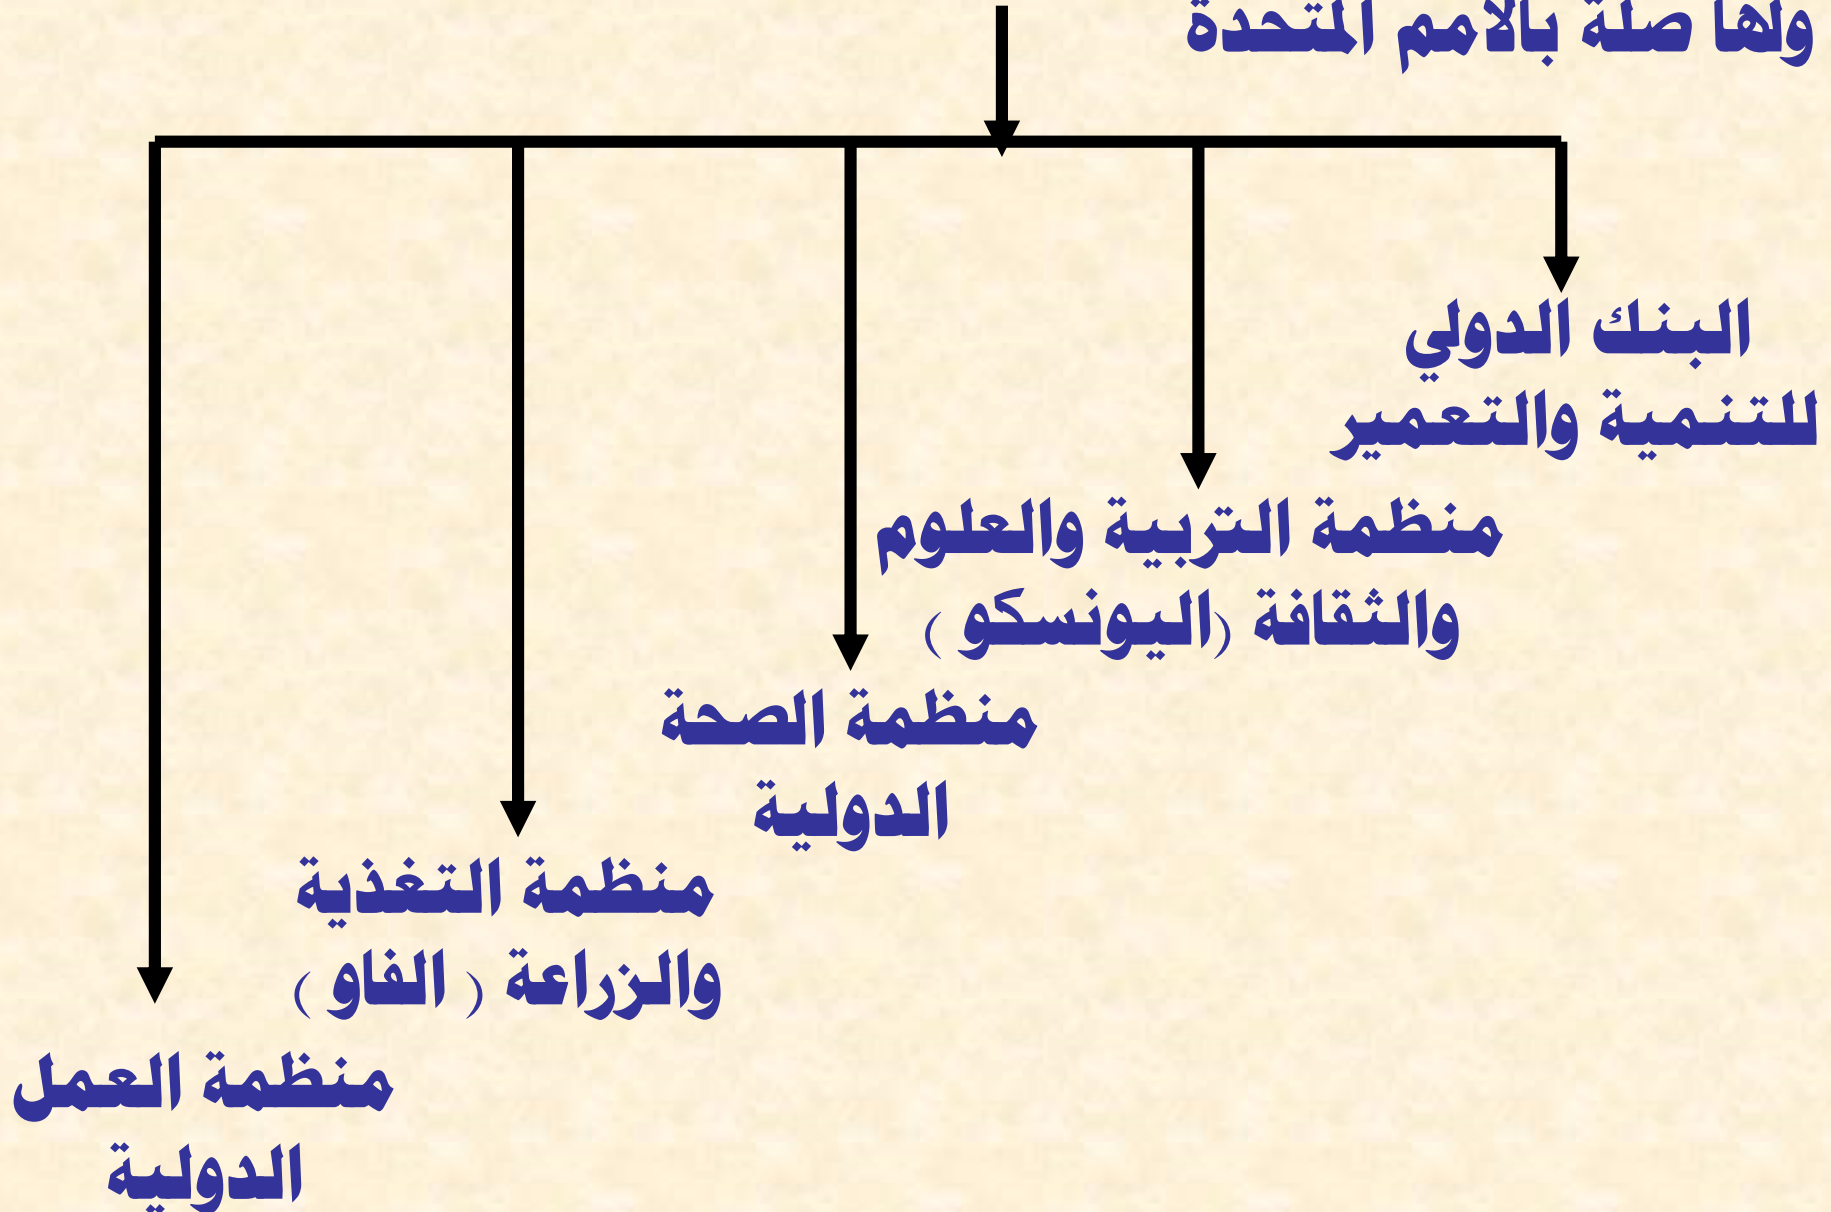 ولها صلة بالأمم المتحدة
البنك الدولي
للتنمية والتعمير
منظمة التربية والعلوم
والثقافة (اليونسكو )
منظمة الصحة
الدولية
منظمة التغذية
والزراعة ( الفاو )
منظمة العمل
الدولية